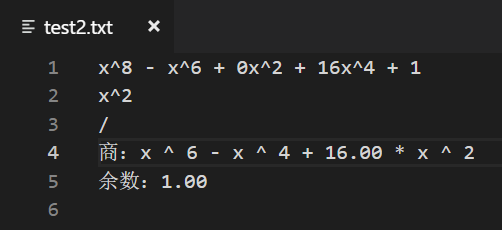 test2.txt
1 x^8 - x^6 + 0x^2 + 16x^4 + 1
2 x^2
3 /
4 商：x ^ 6 - x ^ 4 + 16.00 * x ^ 2
5 余数：1.00
6